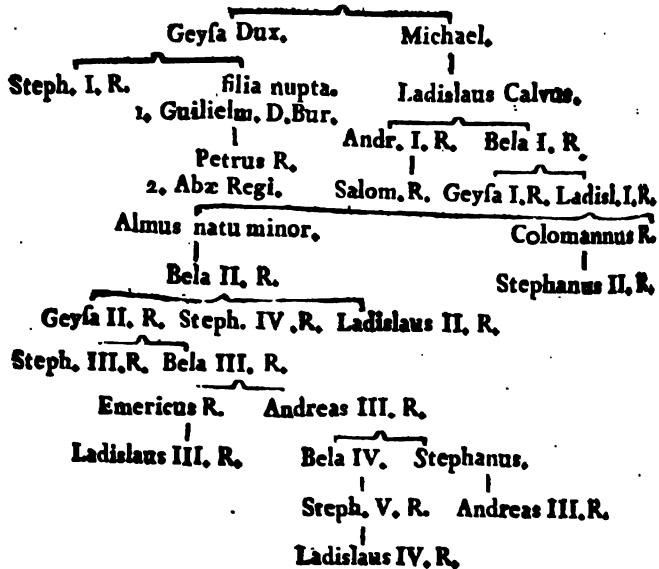 Geyſa Dux. Michael.
Steph. I. R. filia nupta. Ladislaus Calvus.
1. Guilielm. D. Bur.
Andr. I. R. Bela I. R.
Petrus R.
2. Abæ Regi. Salom. R. Geyſa I. R. Ladisl. I. R.
Almus natu minor. Colomannus R.
Bela II. R. Stephanus II. R.
Geyſa II. R. Steph. IV. R. Ladislaus II. R.
Steph. III. R. Bela III. R.
Emericus R. Andreas III. R.
Ladislaus III. R. Bela IV. Stephanus.
Steph. V. R. Andreas III. R.
Ladislaus IV. R.